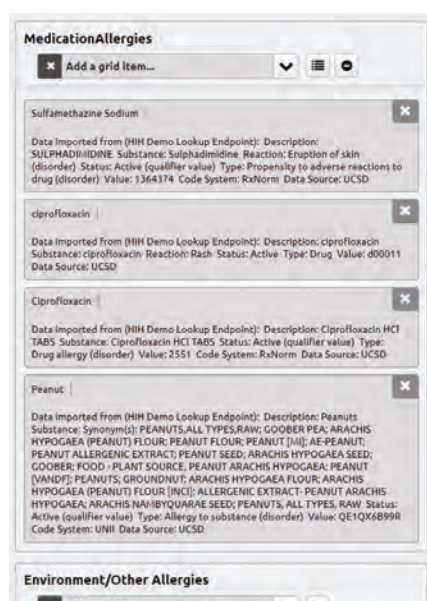 MedicationAllergies
Add a grid item...
Sulfamethazine Sodium
Data Imported from (HIH Demo Lookup Endpoint): Description:
SULPHADIMIDINE Substance: Sulphadimidine Reaction: Eruption of skin
(disorder) Status: Active (qualifier value) Type: Propensity to adverse reactions to
drug (disorder) Value: 1364374 Code System: RxNorm Data Source: UCSD
ciprofloxacin
Data Imported from (HIH Demo Lookup Endpoint): Description: ciprofloxacin
Substance: ciprofloxacin Reaction: Rash Status: Active Type: Drug Value: d00011
Data Source: UCSD
Ciprofloxacin
Data Imported from (HIH Demo Lookup Endpoint): Description: Ciprofloxacin HCl
TABS Substance: Ciprofloxacin HCl TABS Status: Active (qualifier value) Type:
Drug allergy (disorder) Value: 2551 Code System: RxNorm Data Source: UCSD
Peanut
Data Imported from (HIH Demo Lookup Endpoint): Description: Peanuts
Substance: Synonym(s): PEANUTS,ALL TYPES,RAW; GOOBER PEA; ARACHIS
HYPOGAEA (PEANUT) FLOUR; PEANUT FLOUR; PEANUT [MI]; AE-PEANUT;
PEANUT ALLERGENIC EXTRACT; PEANUT SEED; ARACHIS HYPOGAEA SEED;
GOOBER; FOOD - PLANT SOURCE, PEANUT ARACHIS HYPOGAEA; PEANUT
[VANDF]; PEANUTS; GROUNDNUT; ARACHIS HYPOGAEA FLOUR; ARACHIS
HYPOGAEA (PEANUT) FLOUR [INCI]; ALLERGENIC EXTRACT- PEANUT ARACHIS
HYPOGAEA; ARACHIS NAMBYQUARAE SEED; PEANUTS, ALL TYPES, RAW Status:
Active (qualifier value) Type: Allergy to substance (disorder) Value: QE1QX6B99R
Code System: UNII Data Source: UCSD
Environment/Other Allergies